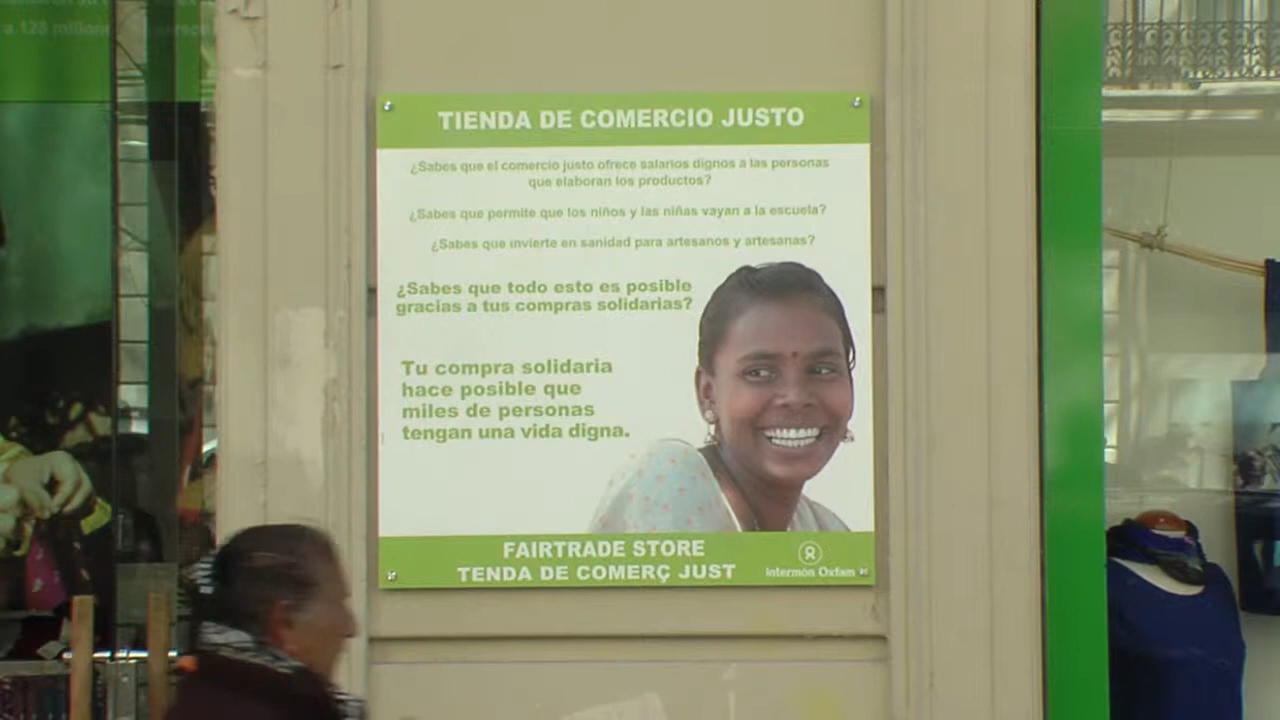 a 128 millones
TIENDA DE COMERCIO JUSTO
¿Sabes que el comercio justo ofrece salarios dignos a las personas
que elaboran los productos?
¿Sabes que permite que los niños y las niñas vayan a la escuela?
¿Sabes que invierte en sanidad para artesanos y artesanas?
¿Sabes que todo esto es posible
gracias a tus compras solidarias?
Tu compra solidaria
hace posible que
miles de personas
tengan una vida digna.
FAIRTRADE STORE
TENDA DE COMERÇ JUST
Intermón Oxfam